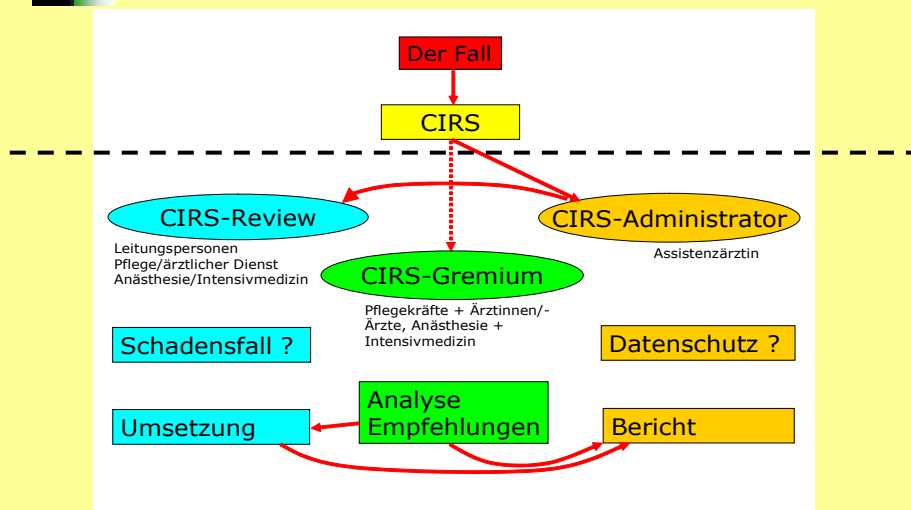 Der Fall
CIRS
CIRS-Review
CIRS-Administrator
Leitungspersonen
Pflege/ärztlicher Dienst
Anästhesie/Intensivmedizin
Assistenzärztin
CIRS-Gremium
Pflegekräfte + Ärztinnen/-
Ärzte, Anästhesie +
Intensivmedizin
Schadensfall ?
Datenschutz ?
Analyse
Empfehlungen
Umsetzung
Bericht